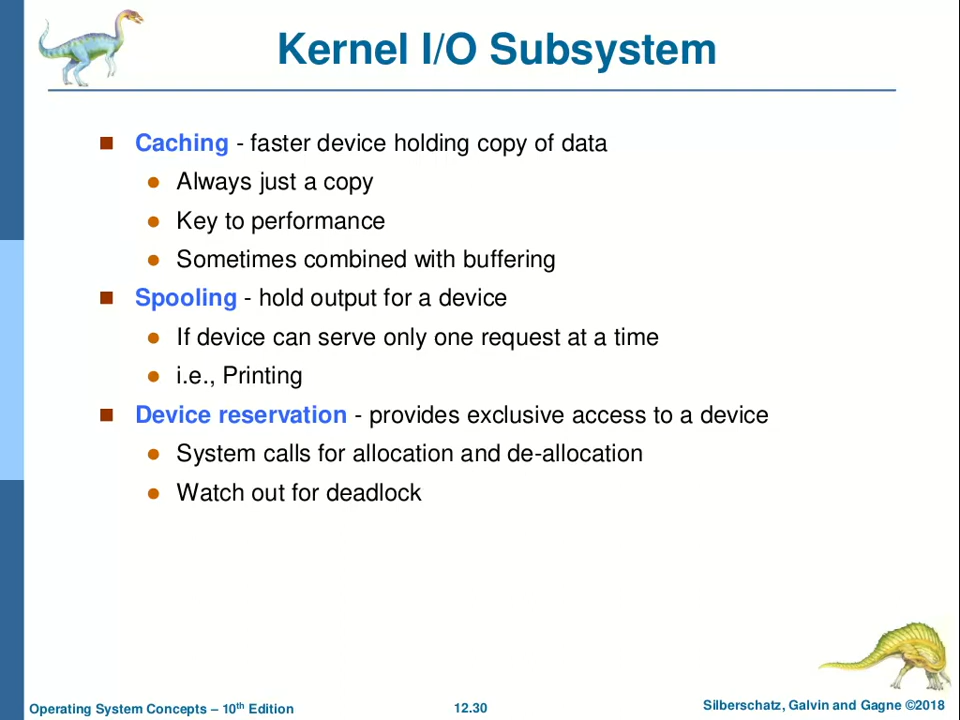 Kernel I/O Subsystem
Caching - faster device holding copy of data
Always just a copy
Key to performance
Sometimes combined with buffering
Spooling - hold output for a device
If device can serve only one request at a time
i.e., Printing
Device reservation - provides exclusive access to a device
System calls for allocation and de-allocation
Watch out for deadlock
Operating System Concepts – 10th Edition
12.30
Silberschatz, Galvin and Gagne ©2018